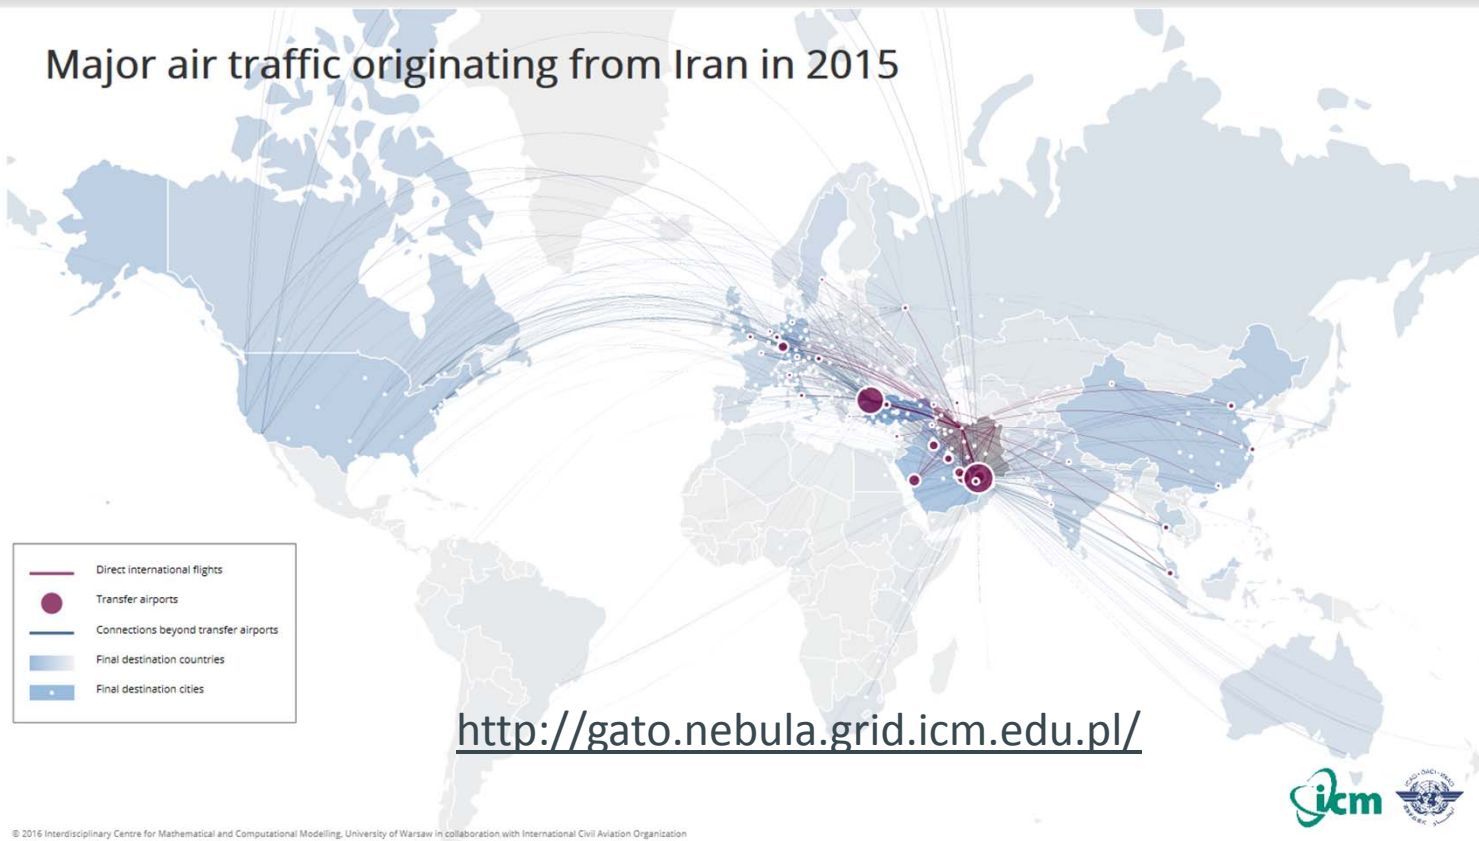 Major air traffic originating from Iran in 2015
Direct international flights
Transfer airports
Connections beyond transfer airports
Final destination countries
Final destination cities
http://gato.nebula.grid.icm.edu.pl/
icm
© 2016 Interdisciplinary Centre for Mathematical and Computational Modelling, University of Warsaw in collaboration with International Civil Aviation Organization